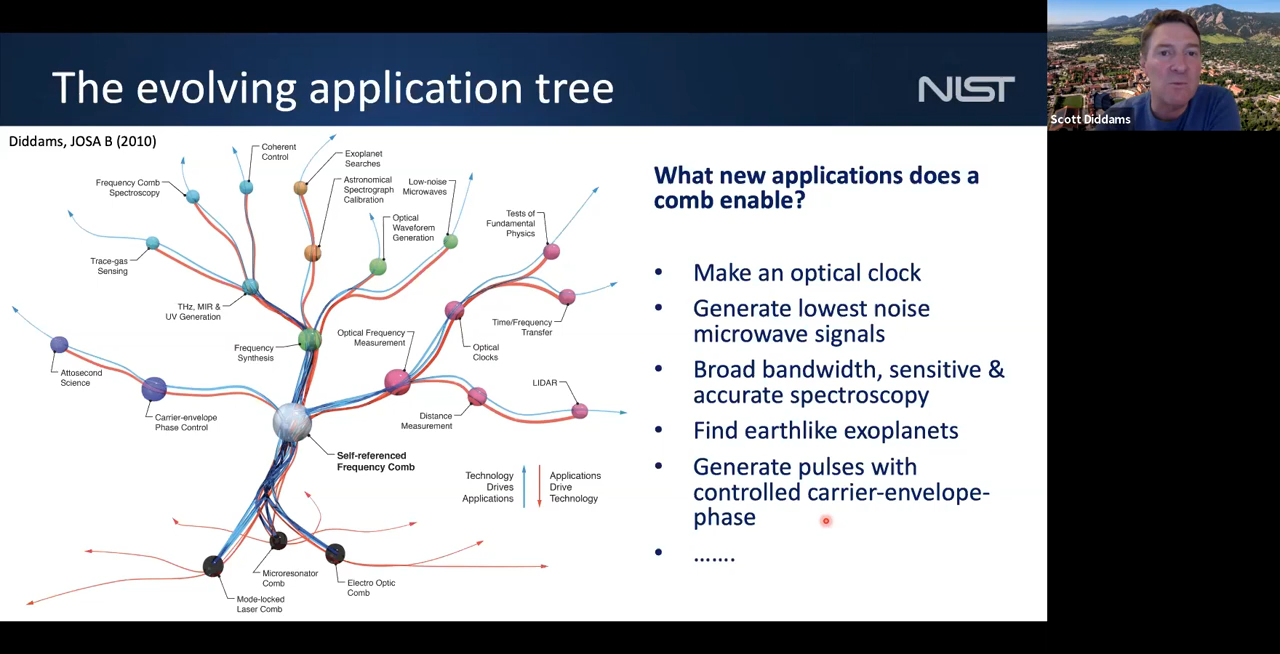 The evolving application tree
NIST
Scott Diddams
Diddams, JOSA B (2010)
Coherent
Control
Exoplanet
Searches
Frequency Comb
Spectroscopy
Astronomical
Spectrograph
Calibration
Low-noise
Microwaves
Optical
Waveform
Generation
Tests of
Fundamental
Physics
Trace-gas
Sensing
THz, MIR &
UV Generation
Time/Frequency
Transfer
Optical Frequency
Measurement
Optical
Clocks
Frequency
Synthesis
Attosecond
Science
LIDAR
Carrier-envelope
Phase Control
Distance
Measurement
Self-referenced
Frequency Comb
Technology
Drives
Applications
Applications
Drive
Technology
Microresonator
Comb
Electro Optic
Comb
Mode-locked
Laser Comb
What new applications does a
comb enable?
• Make an optical clock
• Generate lowest noise
microwave signals
• Broad bandwidth, sensitive &
accurate spectroscopy
• Find earthlike exoplanets
• Generate pulses with
controlled carrier-envelope-
phase
• …….